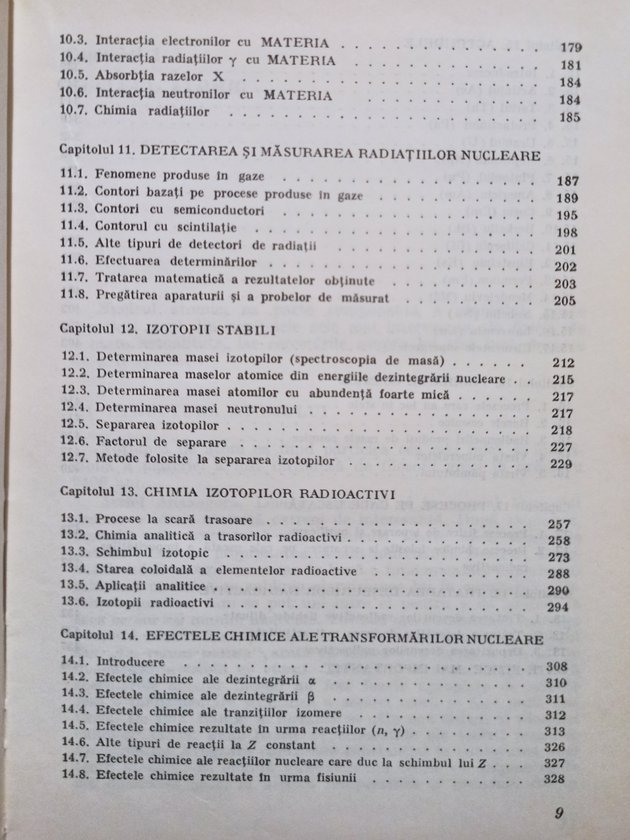 10.3. Interacția electronilor cu MATERIA . . . . . . . . . . . . . . . 179
10.4. Interacția radiațiilor γ cu MATERIA . . . . . . . . . . . . . . . 181
10.5. Absorbția razelor X . . . . . . . . . . . . . . . . . . . . . 184
10.6. Interacția neutronilor cu MATERIA . . . . . . . . . . . . . 184
10.7. Chimia radiațiilor . . . . . . . . . . . . . . . . . . . . . . 185
Capitolul 11. DETECTAREA ȘI MĂSURAREA RADIAȚIILOR NUCLEARE
11.1. Fenomene produse în gaze . . . . . . . . . . . . . . . . . 187
11.2. Contori bazați pe procese produse în gaze . . . . . . . . . . . 189
11.3. Contori cu semiconductori . . . . . . . . . . . . . . . . . 195
11.4. Contorul cu scintilație . . . . . . . . . . . . . . . . . . . 198
11.5. Alte tipuri de detectori de radiații . . . . . . . . . . . . . 201
11.6. Efectuarea determinărilor . . . . . . . . . . . . . . . . . . 202
11.7. Tratarea matematică a rezultatelor obținute . . . . . . . . . . 203
11.8. Pregătirea aparaturii și a probelor de măsurat . . . . . . . . . 205
Capitolul 12. IZOTOPII STABILI
12.1. Determinarea masei izotopilor (spectroscopia de masă) . . . . . . 212
12.2. Determinarea maselor atomice din energiile dezintegrării nucleare . . 215
12.3. Determinarea masei atomilor cu abundență foarte mică . . . . . . 217
12.4. Determinarea masei neutronului . . . . . . . . . . . . . . . 217
12.5. Separarea izotopilor . . . . . . . . . . . . . . . . . . . . . 218
12.6. Factorul de separare . . . . . . . . . . . . . . . . . . . . 227
12.7. Metode folosite la separarea izotopilor . . . . . . . . . . . . . 229
Capitolul 13. CHIMIA IZOTOPILOR RADIOACTIVI
13.1. Procese la scară trasoare . . . . . . . . . . . . . . . . . . 257
13.2. Chimia analitică a trasorilor radioactivi . . . . . . . . . . . . 258
13.3. Schimbul izotopic . . . . . . . . . . . . . . . . . . . . . 273
13.4. Starea coloidală a elementelor radioactive . . . . . . . . . . . 288
13.5. Aplicații analitice . . . . . . . . . . . . . . . . . . . . . . 290
13.6. Izotopii radioactivi . . . . . . . . . . . . . . . . . . . . . 294
Capitolul 14. EFECTELE CHIMICE ALE TRANSFORMĂRILOR NUCLEARE
14.1. Introducere . . . . . . . . . . . . . . . . . . . . . . . . 308
14.2. Efectele chimice ale dezintegrării α . . . . . . . . . . . . . 310
14.3. Efectele chimice ale dezintegrării β . . . . . . . . . . . . . 311
14.4. Efectele chimice ale tranzițiilor izomere . . . . . . . . . . . . 312
14.5. Efectele chimice rezultate în urma reacțiilor (n, γ) . . . . . . . . 313
14.6. Alte tipuri de reacții la Z constant . . . . . . . . . . . . . . 326
14.7. Efectele chimice ale reacțiilor nucleare care duc la schimbul lui Z . . . 327
14.8. Efectele chimice rezultate în urma fisiunii . . . . . . . . . . . 328
9